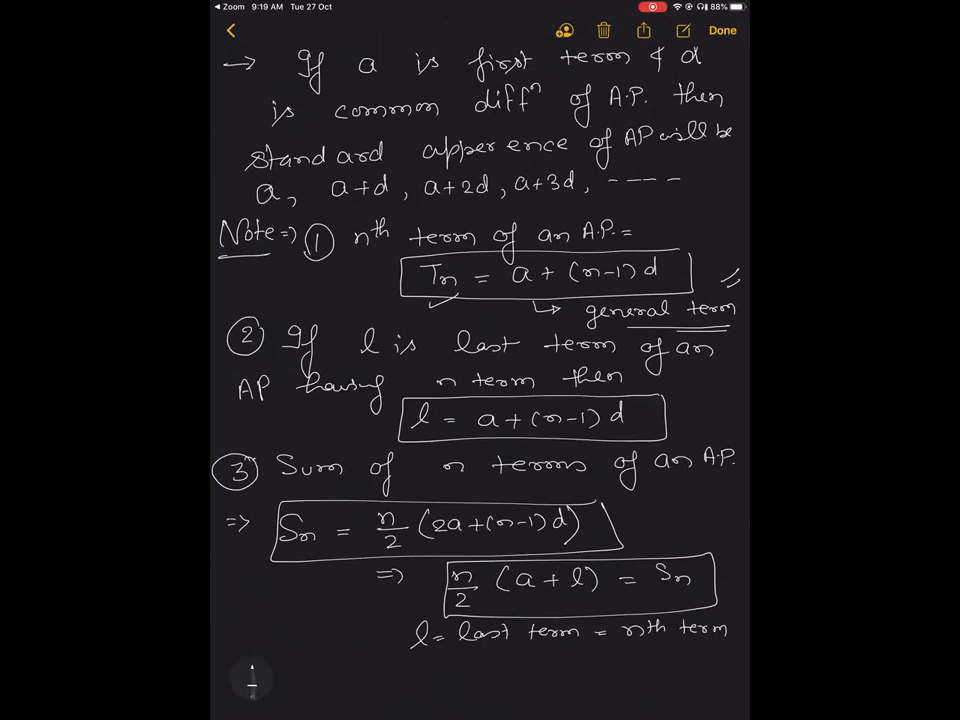 Zoom 9:19 AM Tue 27 Oct 88%
Done
→ If a is first term & d
is common diffⁿ of A.P. then
standard apperence of AP will be
a, a+d, a+2d, a+3d, ----
Note ⇒ ① nth term of an A.P. =
Tn = a + (n-1)d
↳ general term
② If l is last term of an
AP having n term then
l = a + (n-1)d
③ Sum of n terms of an A.P.
⇒ Sn = n/2 (2a+(n-1)d)
⇒ n/2 (a + l) = Sn
l = last term = nth term